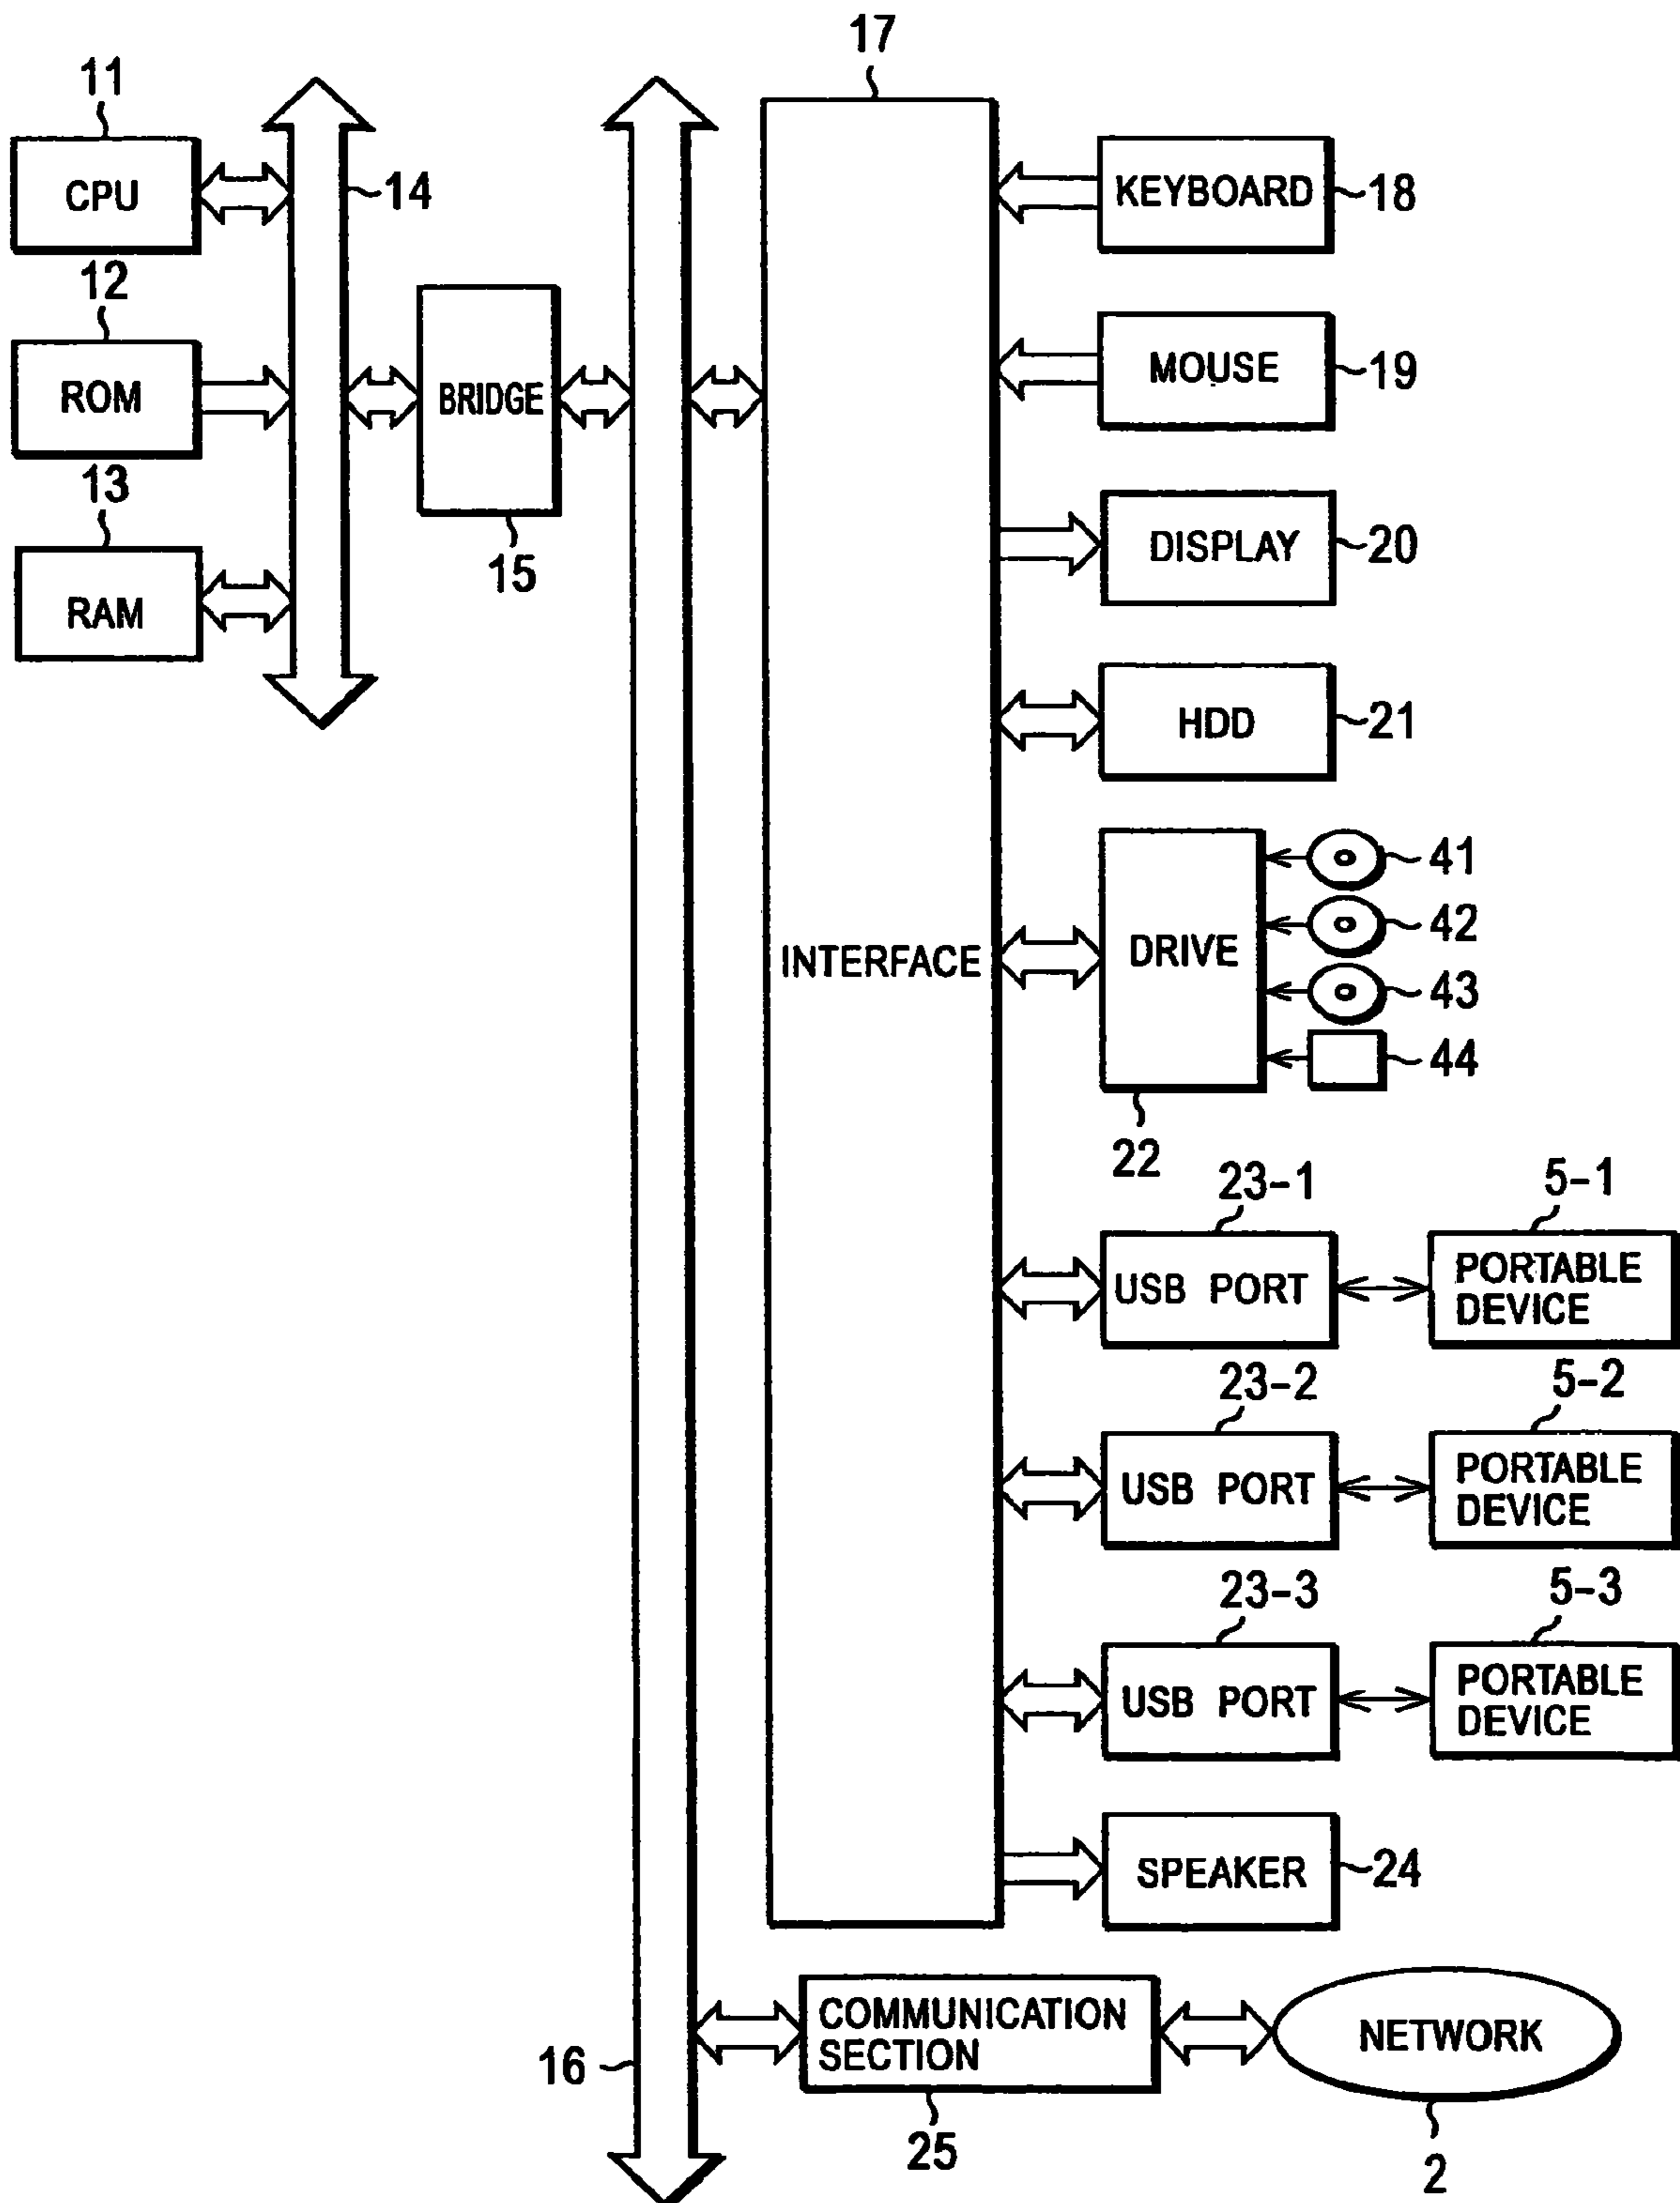 17
11
CPU
14
KEYBOARD
18
12
ROM
BRIDGE
15
MOUSE
19
13
RAM
DISPLAY
20
HDD
21
INTERFACE
DRIVE
22
41
42
43
44
23-1
5-1
USB PORT
PORTABLE
DEVICE
23-2
5-2
USB PORT
PORTABLE
DEVICE
23-3
5-3
USB PORT
PORTABLE
DEVICE
SPEAKER
24
16
COMMUNICATION
SECTION
25
NETWORK
2